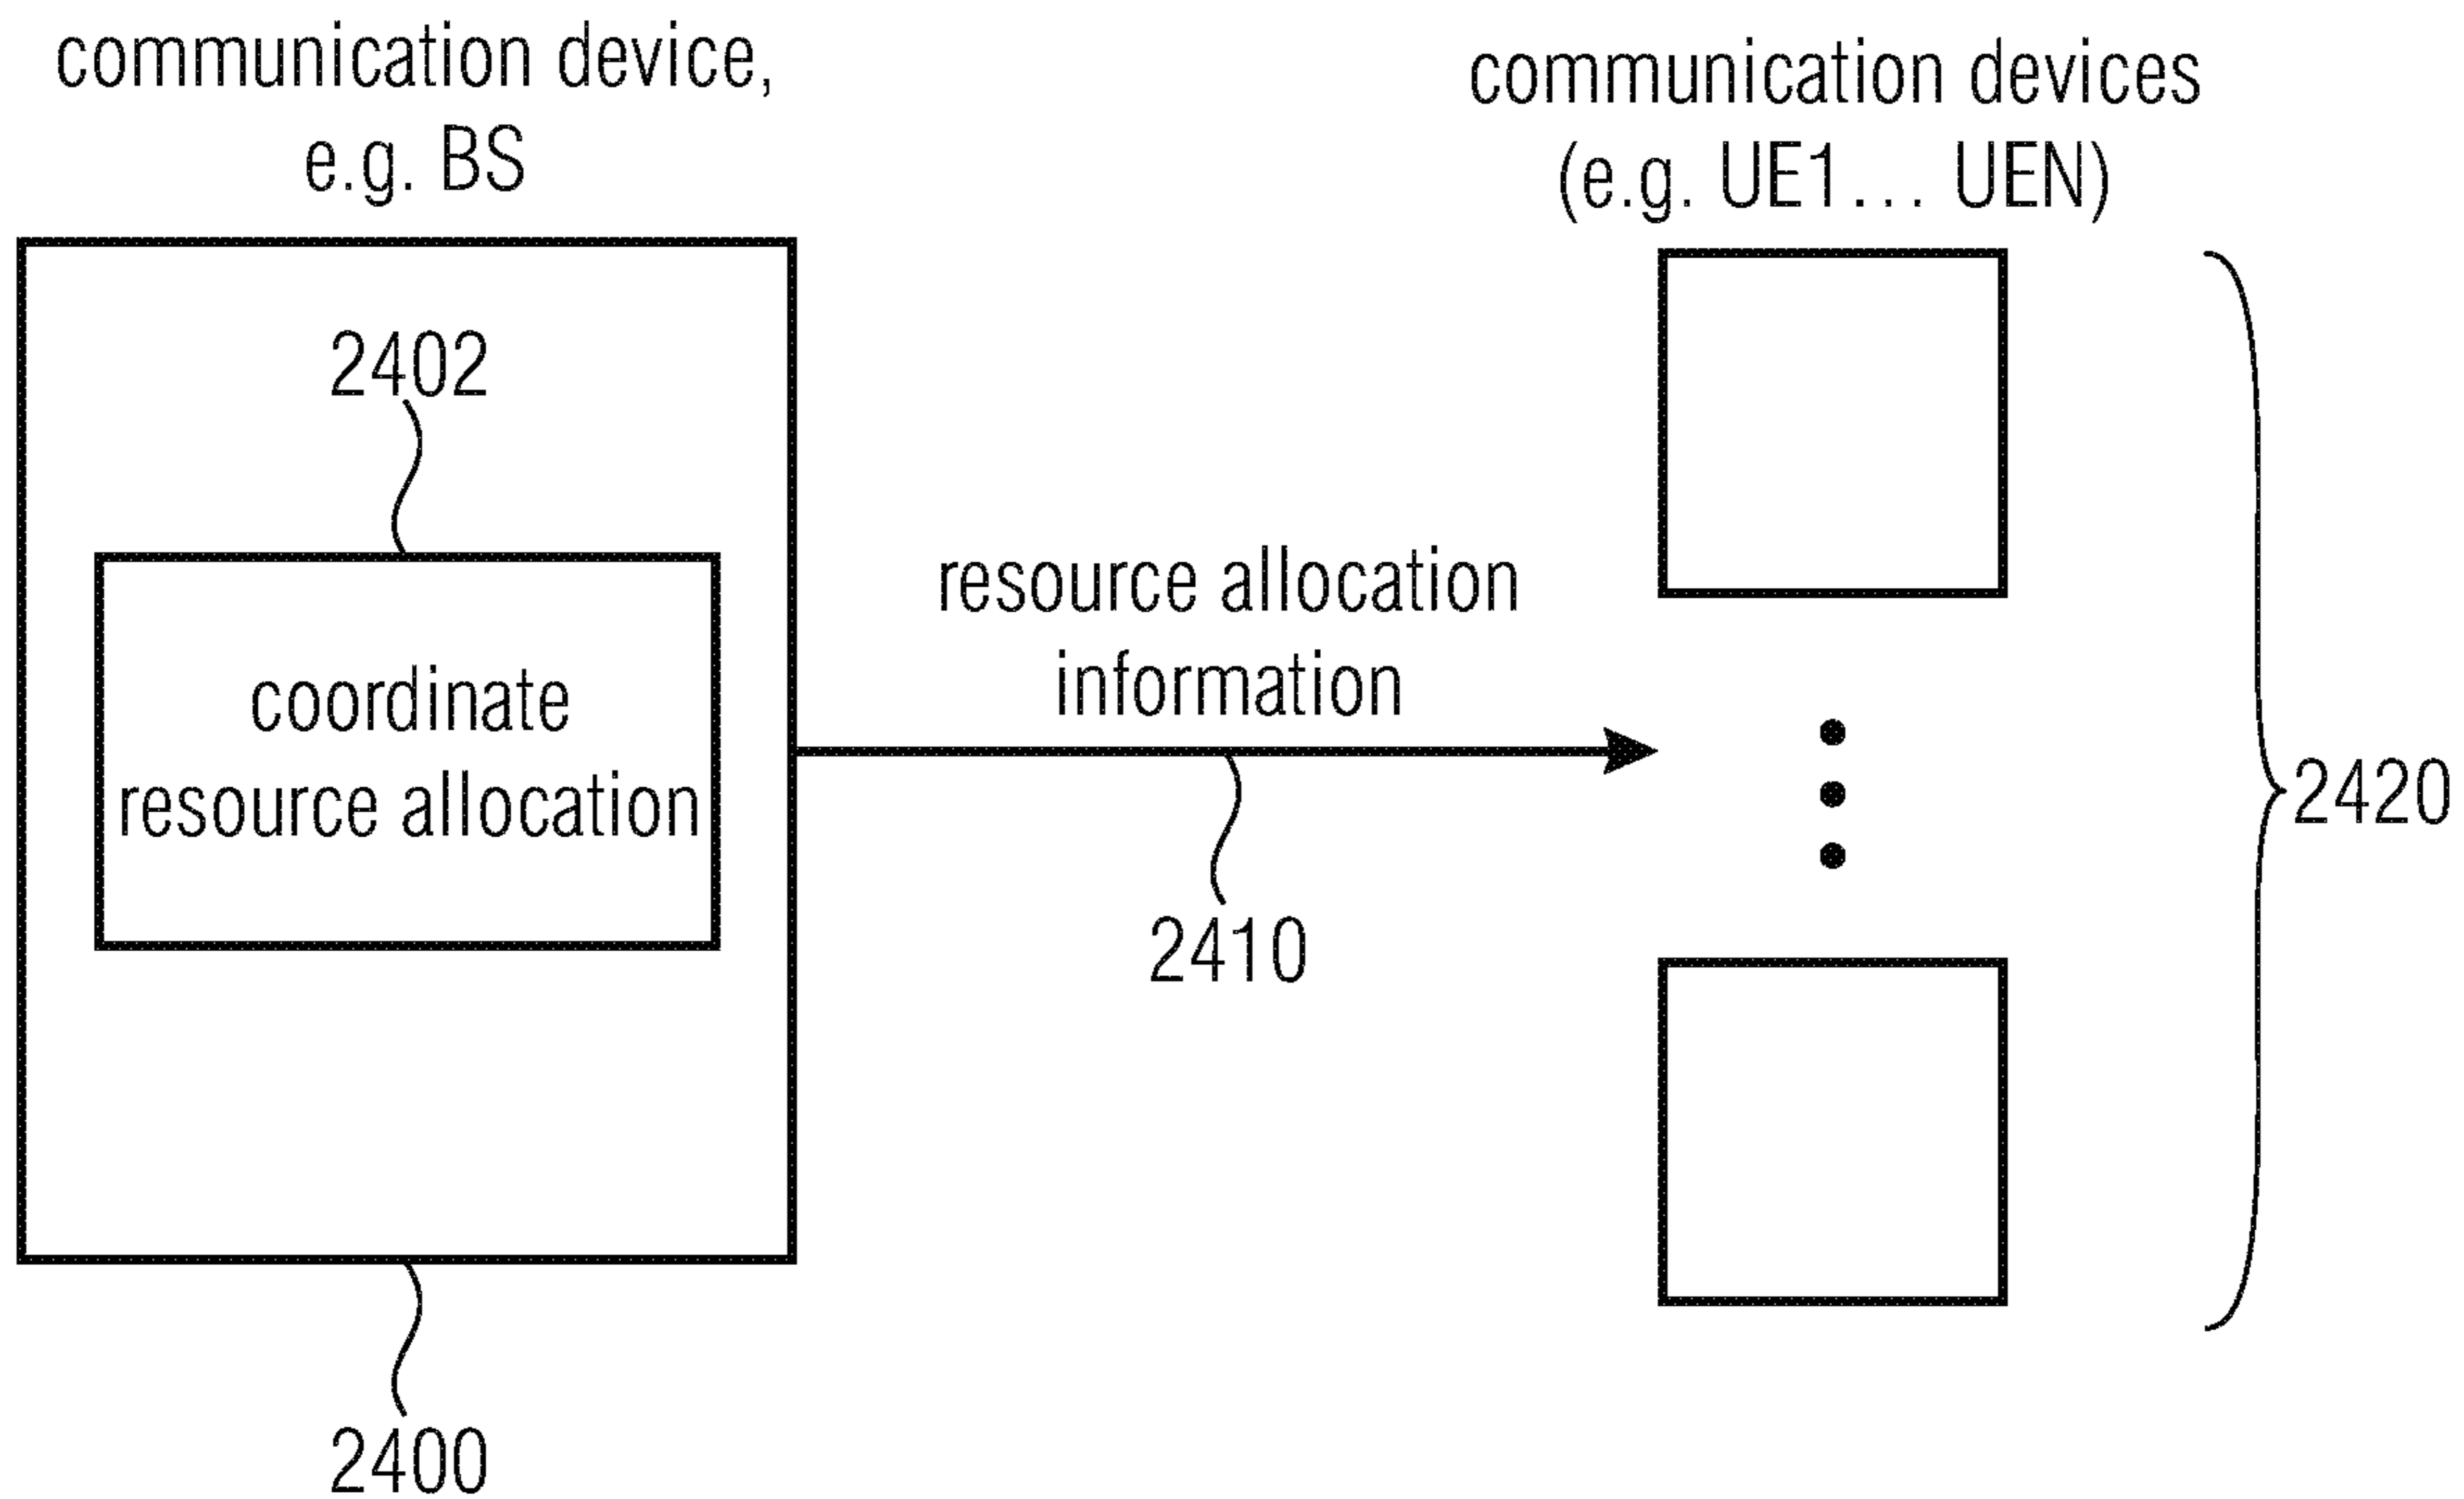 communication device,
e.g. BS
2402
coordinate
resource allocation
2400
resource allocation
information
2410
communication devices
(e.g. UE1... UEN)
2420